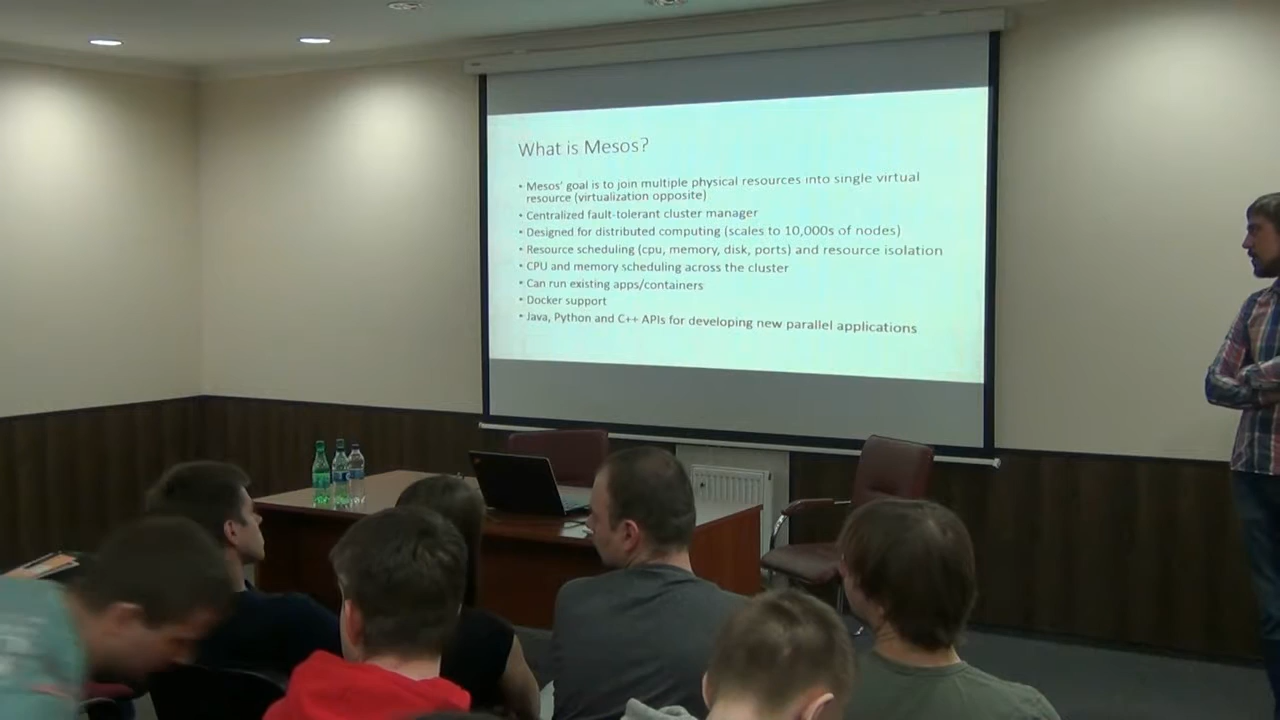 What is Mesos?
• Mesos' goal is to join multiple physical resources into single virtual
resource (virtualization opposite)
• Centralized fault-tolerant cluster manager
• Designed for distributed computing (scales to 10,000s of nodes)
• Resource scheduling (cpu, memory, disk, ports) and resource isolation
• CPU and memory scheduling across the cluster
• Can run existing apps/containers
• Docker support
• Java, Python and C++ APIs for developing new parallel applications